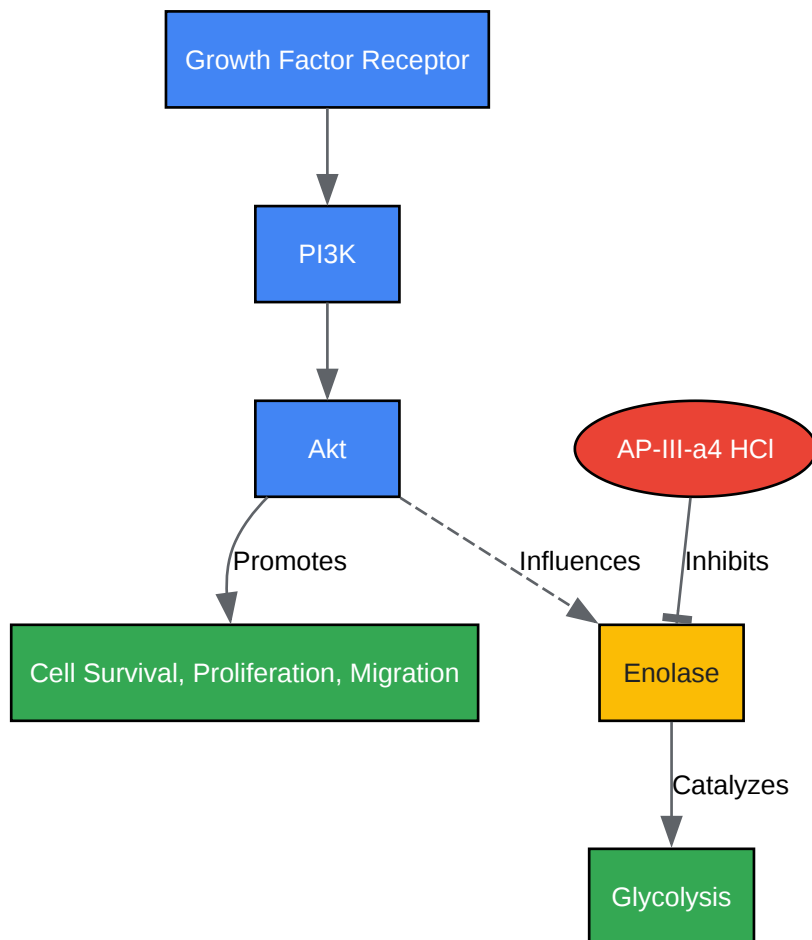 Growth Factor Receptor
PI3K
Akt
AP-III-a4 HCl
Promotes
Influences
Inhibits
Cell Survival, Proliferation, Migration
Enolase
Catalyzes
Glycolysis